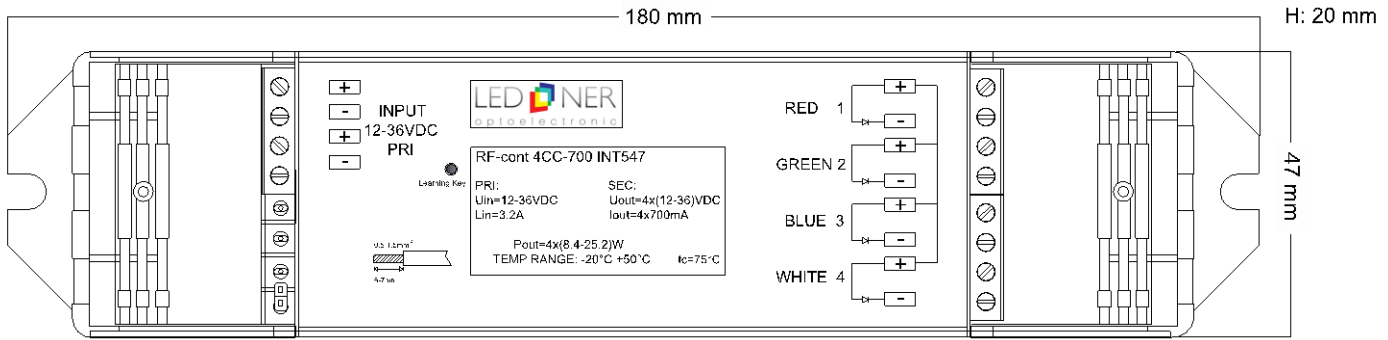 180 mm
H: 20 mm
47 mm
+
-
+
-
INPUT
12-36VDC
PRI
Learning Key
LED NER
optoelectronic
RF-cont 4CC-700 INT547
PRI:
Uin=12-36VDC
Lin=3.2A
SEC:
Uout=4x(12-36)VDC
Iout=4x700mA
Pout=4x(8.4-25.2)W
TEMP RANGE: -20°C +50°C tc=75°C
RED 1
+
-
GREEN 2
+
-
BLUE 3
+
-
WHITE 4
+
-